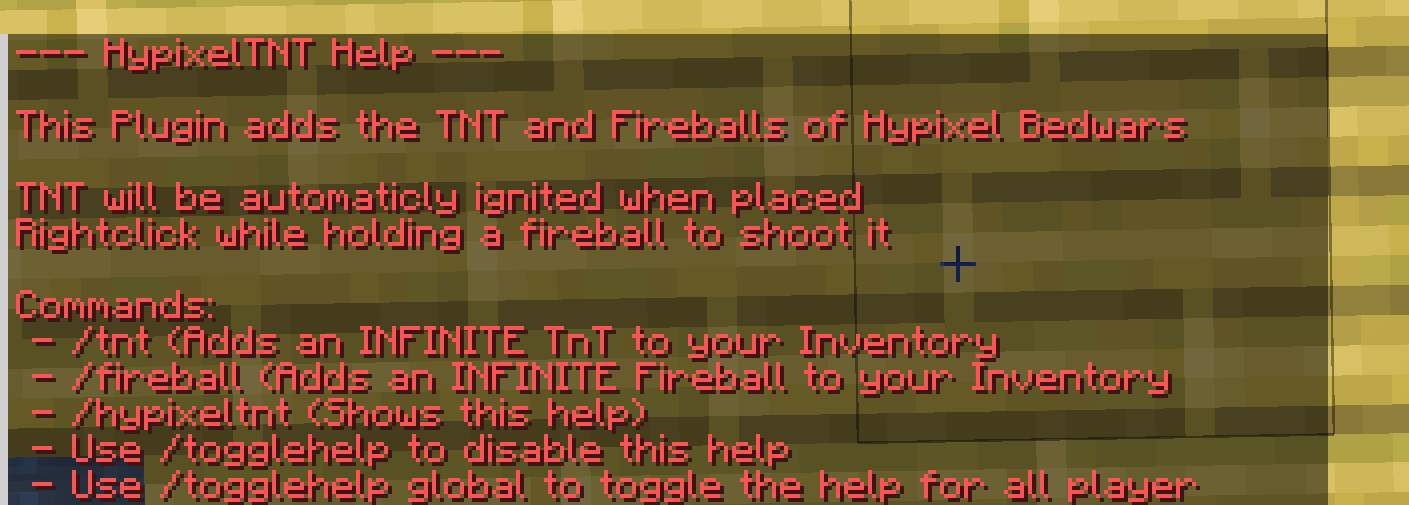 --- HypixelTNT Help ---
This Plugin adds the TNT and Fireballs of Hypixel Bedwars
TNT will be automaticly ignited when placed
Rightclick while holding a fireball to shoot it
Commands:
- /tnt (Adds an INFINITE TnT to your Inventory
- /fireball (Adds an INFINITE Fireball to your Inventory
- /hypixeltnt (Shows this help)
- Use /togglehelp to disable this help
- Use /togglehelp global to toggle the help for all player